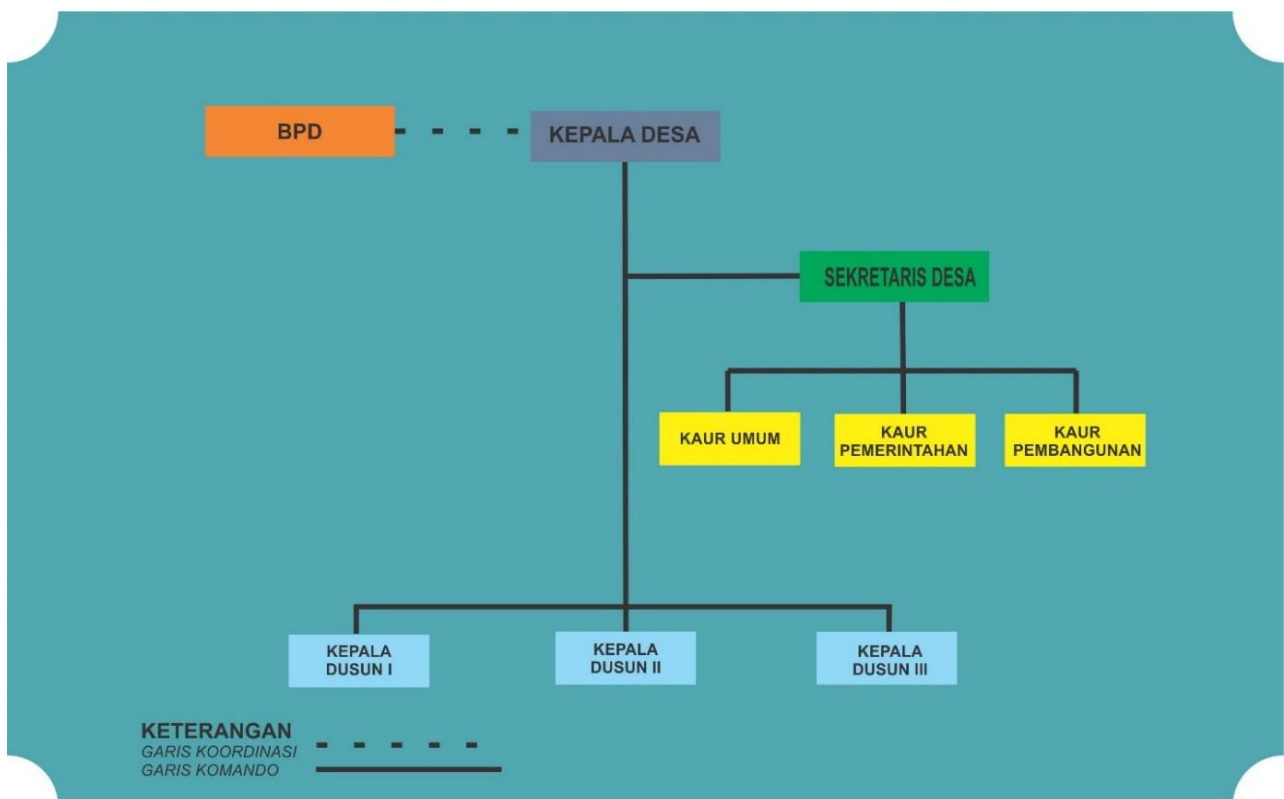 BPD
KEPALA DESA
SEKRETARIS DESA
KAUR UMUM
KAUR
PEMERINTAHAN
KAUR
PEMBANGUNAN
KEPALA
DUSUN I
KEPALA
DUSUN II
KEPALA
DUSUN III
KETERANGAN
GARIS KOORDINASI
GARIS KOMANDO